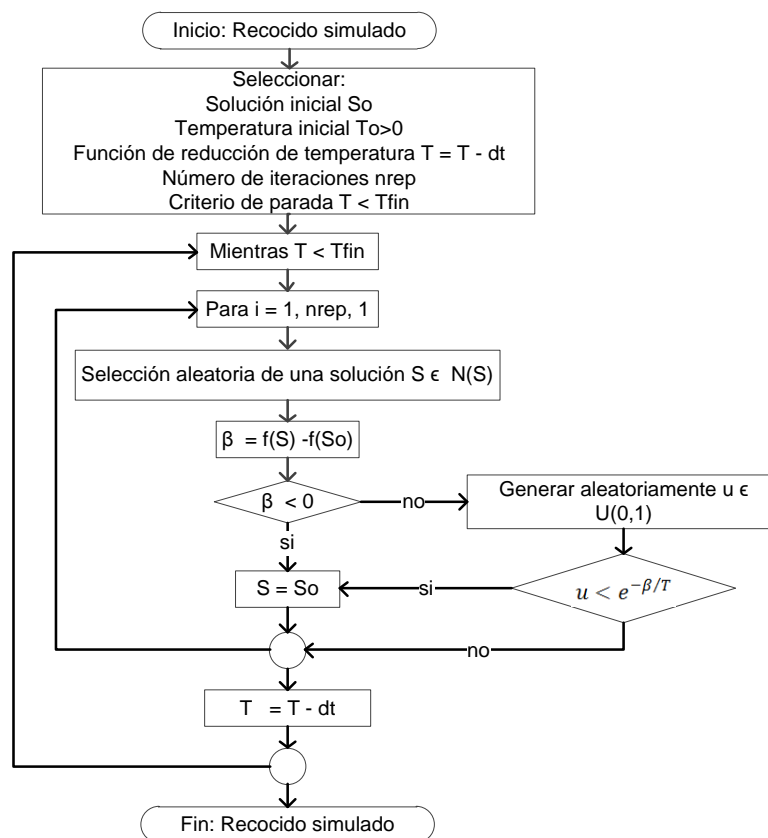 Inicio: Recocido simulado
Seleccionar:
Solución inicial So
Temperatura inicial To>0
Función de reducción de temperatura T = T - dt
Número de iteraciones nrep
Criterio de parada T < Tfin
Mientras T < Tfin
Para i = 1, nrep, 1
Selección aleatoria de una solución S ϵ N(S)
β = f(S) -f(So)
β < 0
no
Generar aleatoriamente u ϵ
U(0,1)
si
S = So
si
u < e^{-β/T}
no
T = T - dt
Fin: Recocido simulado